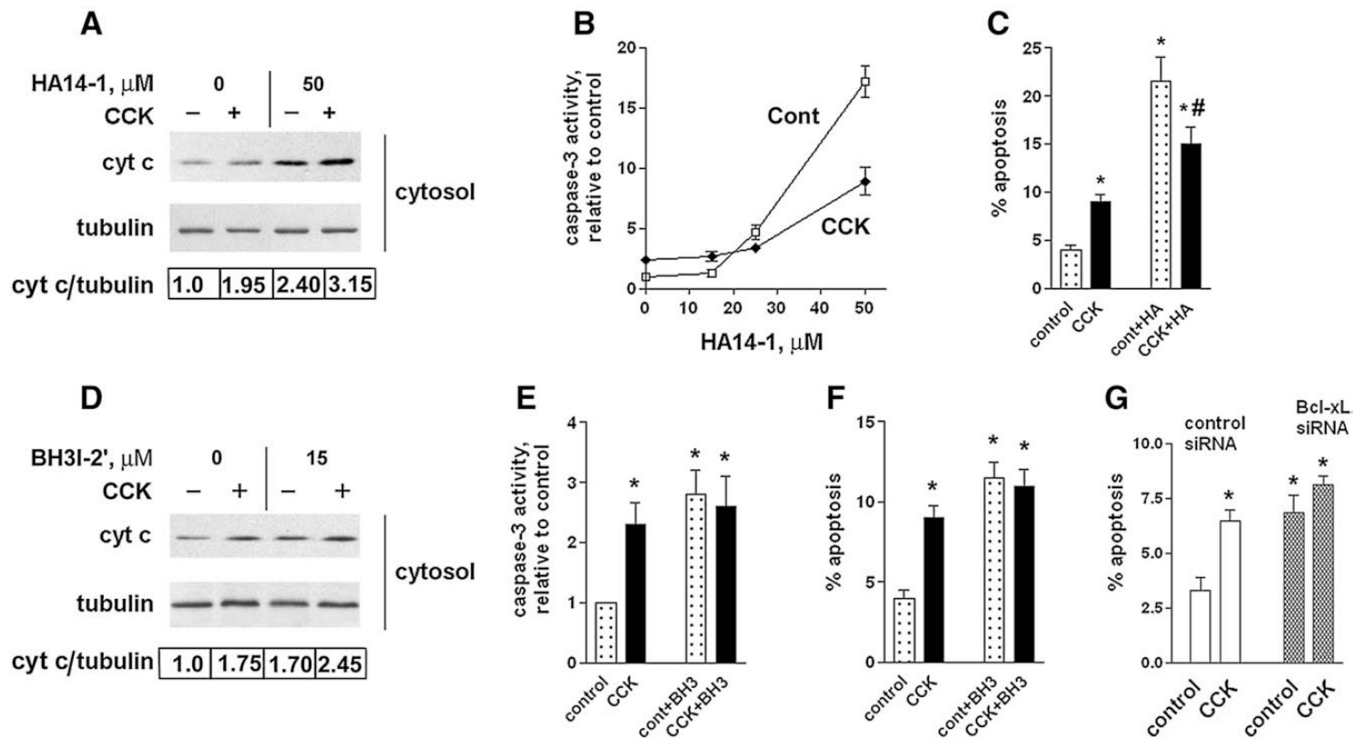 A
HA14-1, μM 0 50
CCK − + − +
cyt c
tubulin
cytosol
cyt c/tubulin 1.0 1.95 2.40 3.15
B
caspase-3 activity,
relative to control
20
15
10
5
0
Cont
CCK
0 10 20 30 40 50
HA14-1, μM
C
% apoptosis
25
20
15
10
5
0
* * * *#
control CCK cont+HA CCK+HA
D
BH3I-2', μM 0 15
CCK − + − +
cyt c
tubulin
cytosol
cyt c/tubulin 1.0 1.75 1.70 2.45
E
caspase-3 activity,
relative to control
4
3
2
1
0
* * *
control CCK cont+BH3 CCK+BH3
F
% apoptosis
15
10
5
0
* * *
control CCK cont+BH3 CCK+BH3
G
control
siRNA
Bcl-xL
siRNA
% apoptosis
10.0
7.5
5.0
2.5
0.0
* * *
control CCK control CCK